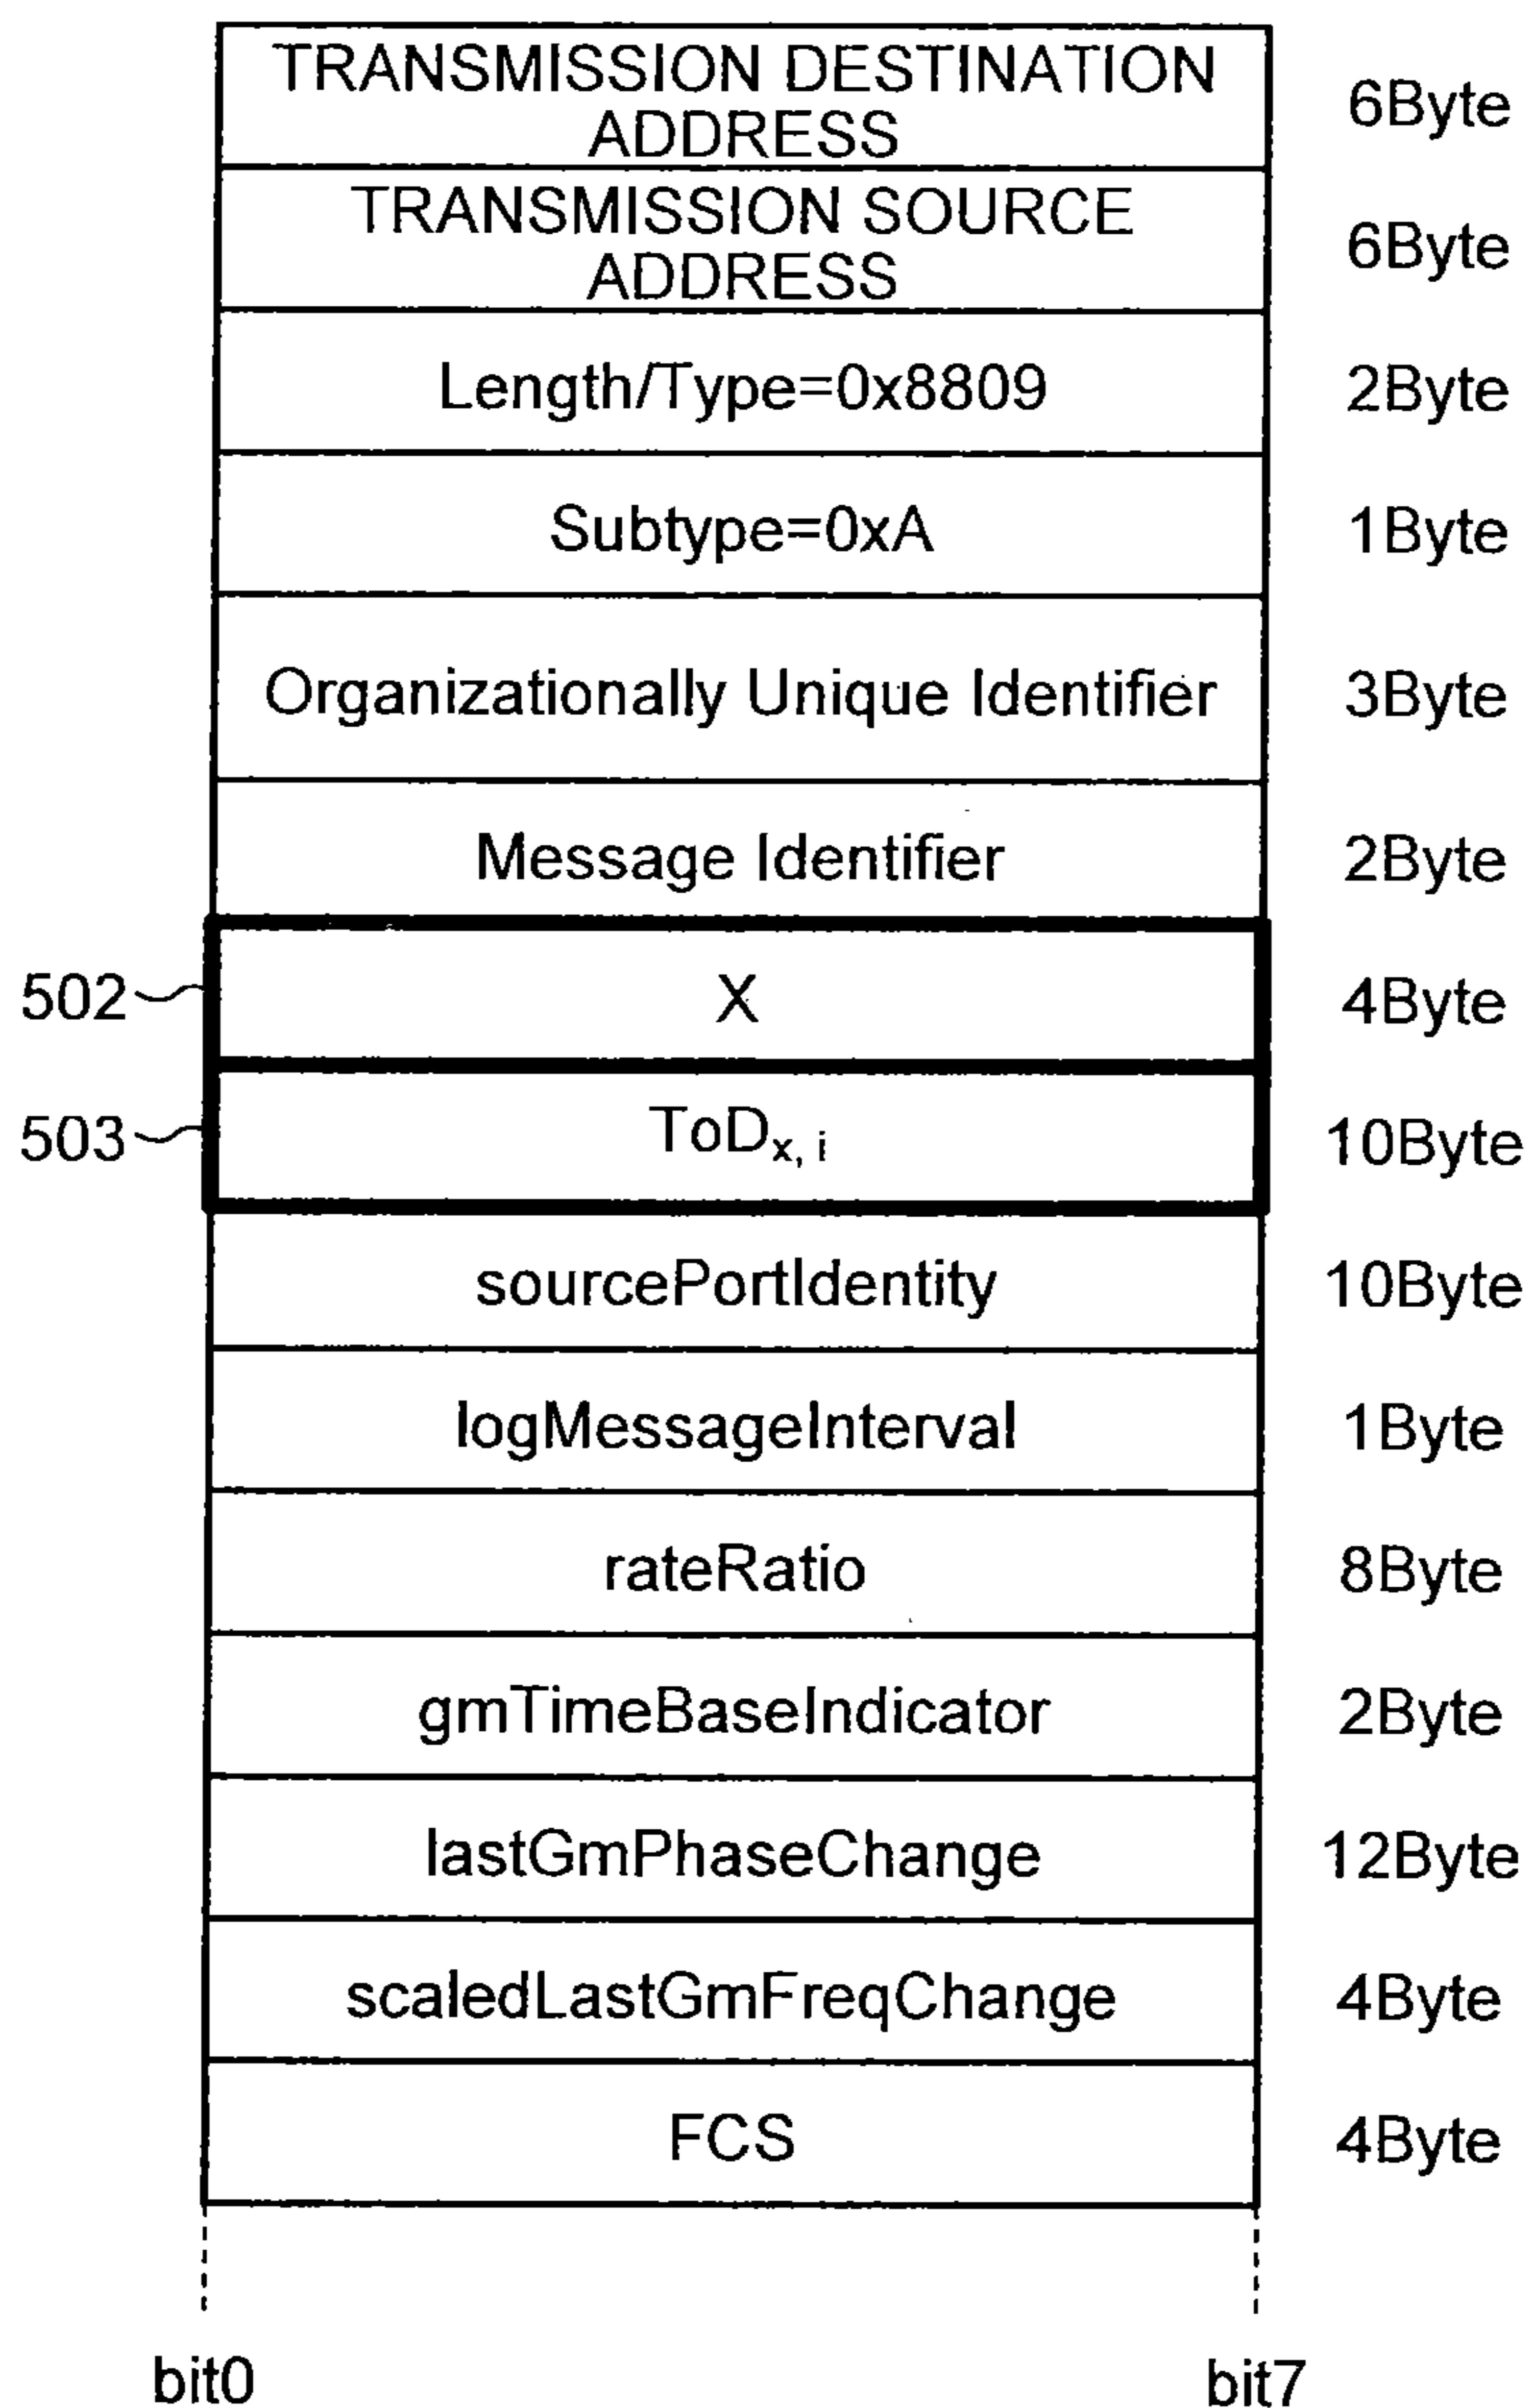 TRANSMISSION DESTINATION
ADDRESS
6Byte
TRANSMISSION SOURCE
ADDRESS
6Byte
Length/Type=0x8809
2Byte
Subtype=0xA
1Byte
Organizationally Unique Identifier
3Byte
Message Identifier
2Byte
502
X
4Byte
503
ToDx, i
10Byte
sourcePortIdentity
10Byte
logMessageInterval
1Byte
rateRatio
8Byte
gmTimeBaseIndicator
2Byte
lastGmPhaseChange
12Byte
scaledLastGmFreqChange
4Byte
FCS
4Byte
bit0
bit7